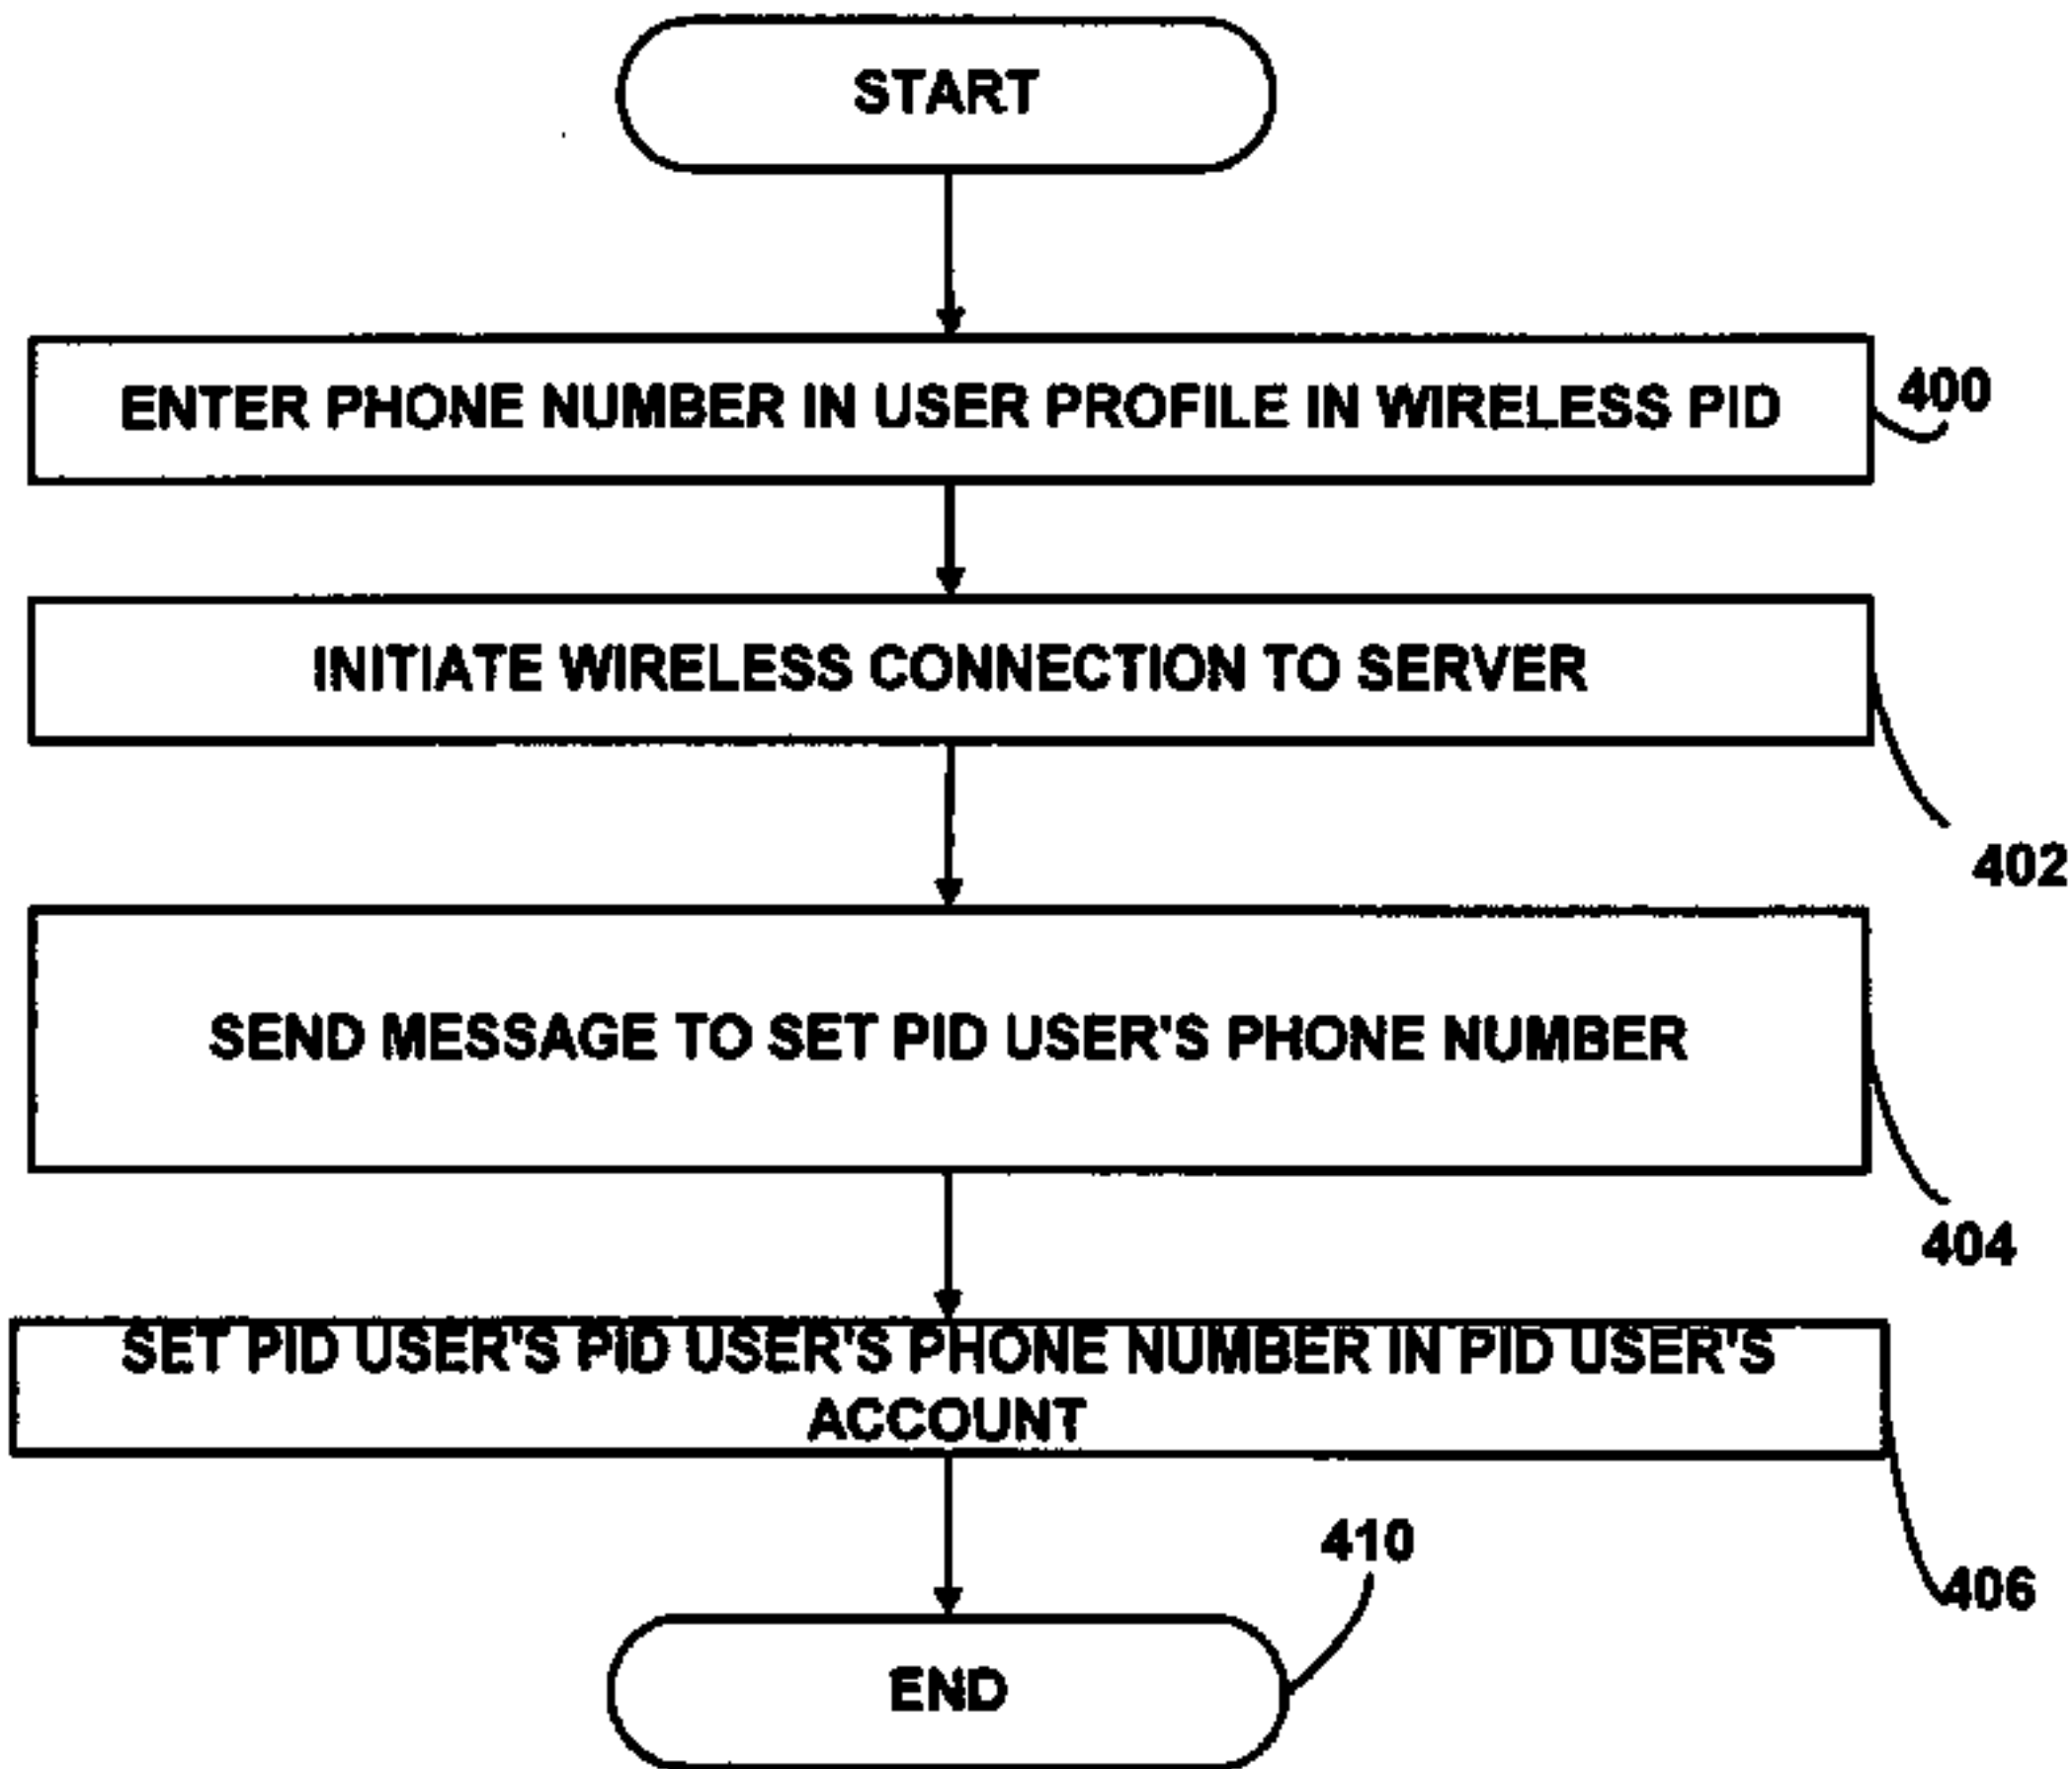 START
ENTER PHONE NUMBER IN USER PROFILE IN WIRELESS PID
400
INITIATE WIRELESS CONNECTION TO SERVER
402
SEND MESSAGE TO SET PID USER'S PHONE NUMBER
404
SET PID USER'S PID USER'S PHONE NUMBER IN PID USER'S
ACCOUNT
406
410
END